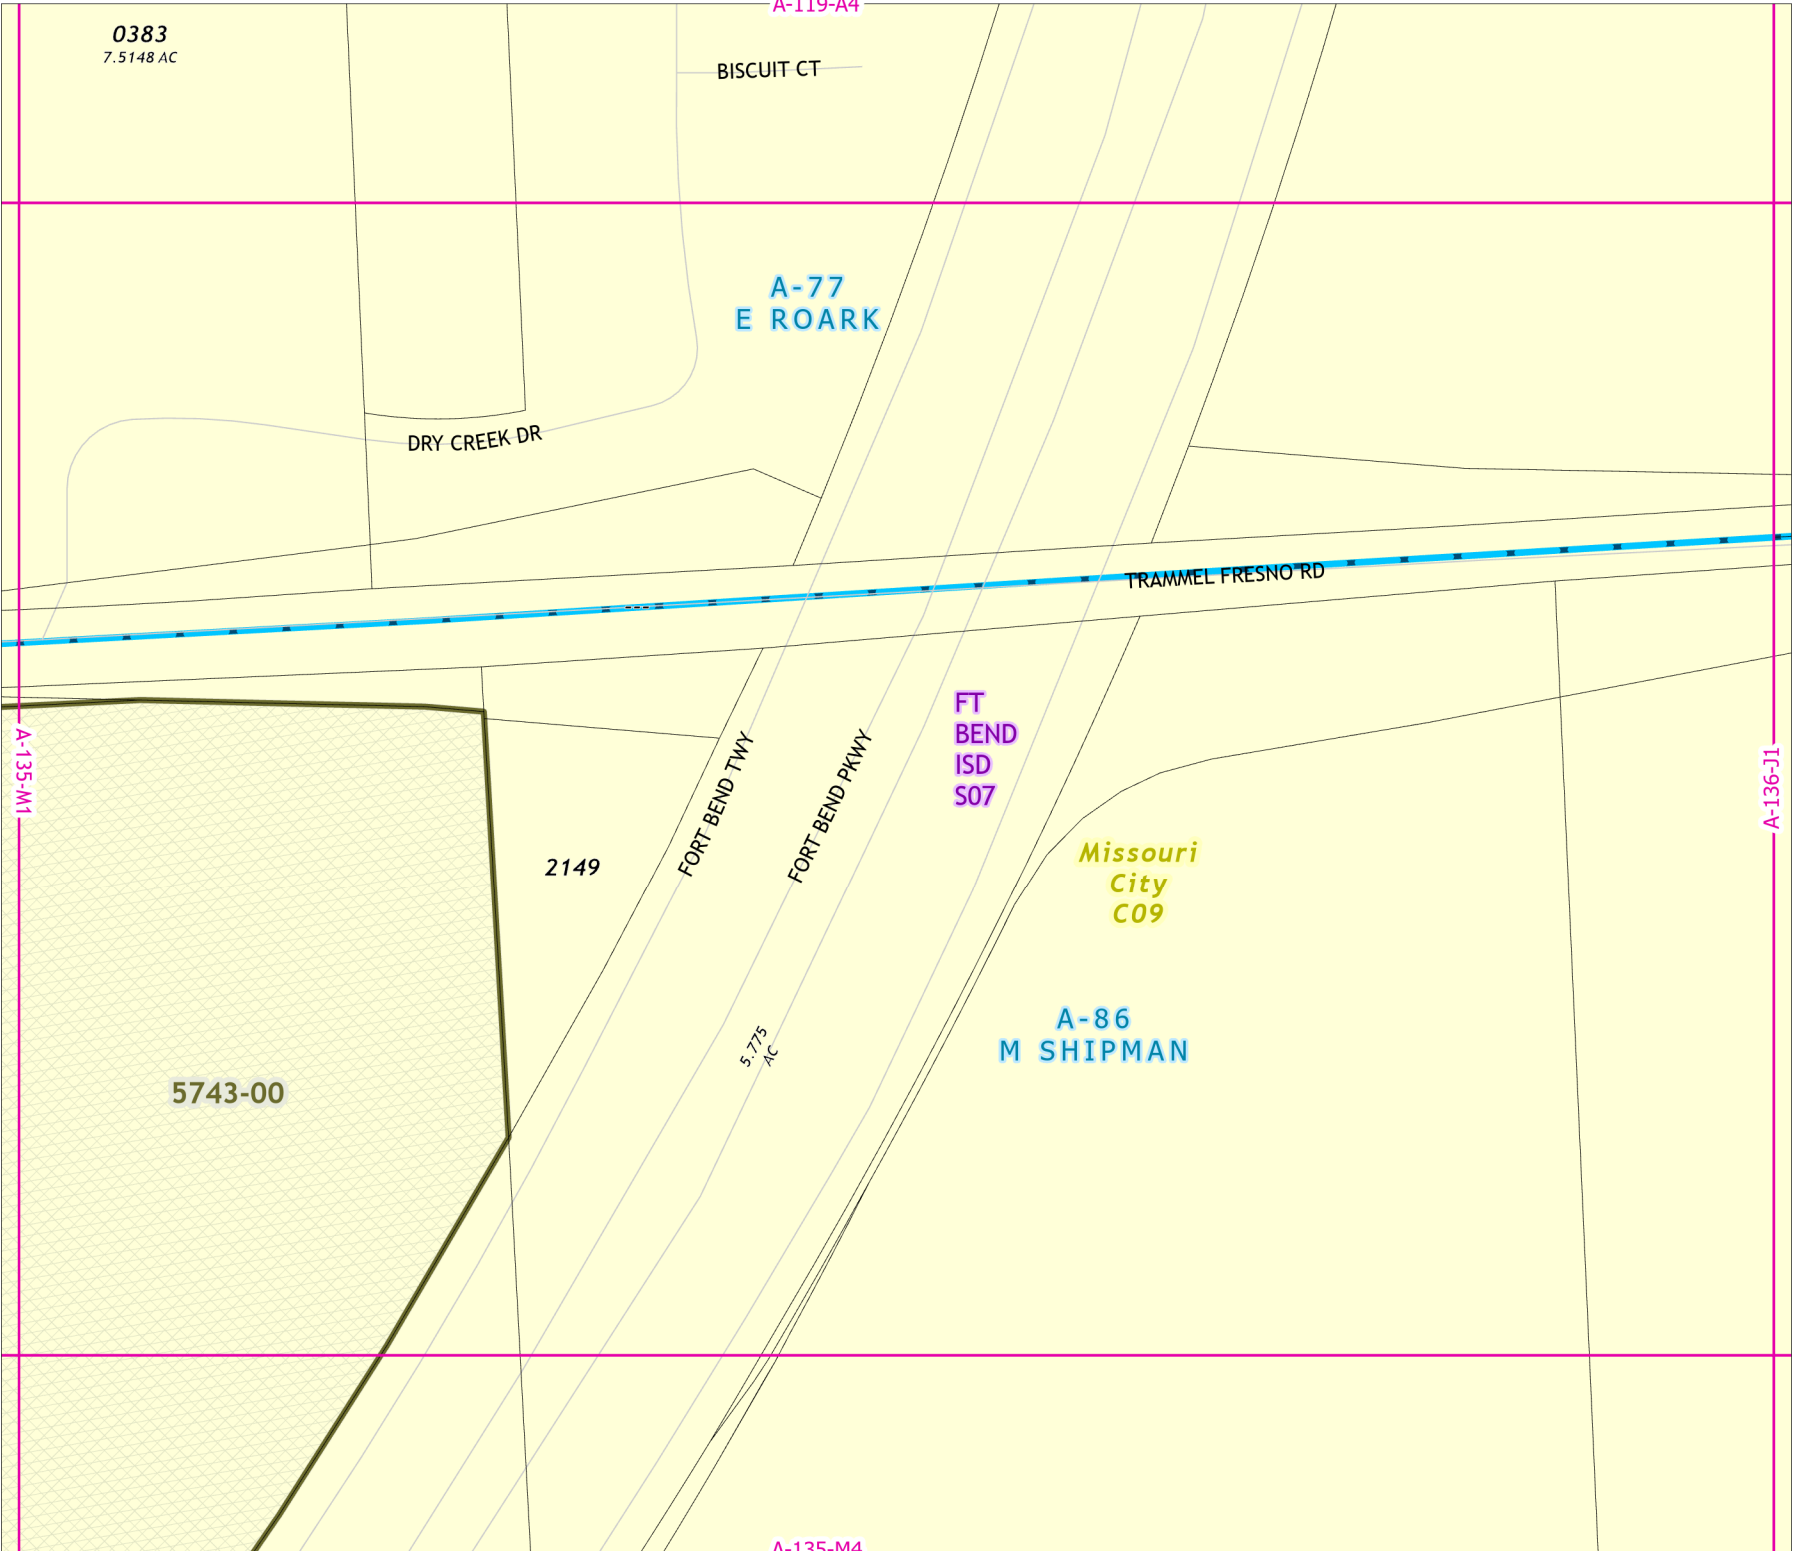 A-119-A4
0383
7.5148 AC
BISCUIT CT
A-77
E ROARK
DRY CREEK DR
TRAMMEL FRESNO RD
FT
BEND
ISD
S07
A-135-M1
A-136-J1
FORT BEND TWY
FORT BEND PKWY
2149
Missouri
City
C09
A-86
M SHIPMAN
5.775
AC
5743-00
A-135-M4